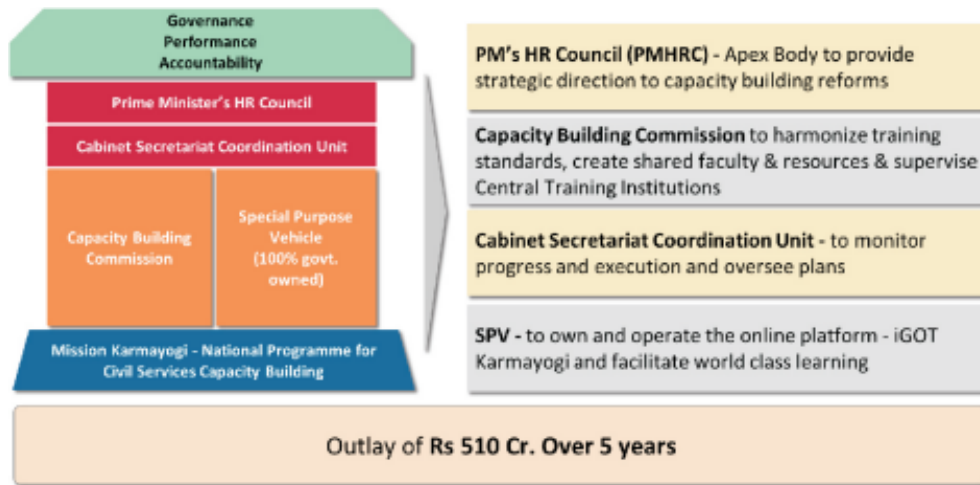 Governance
Performance
Accountability
Prime Minister's HR Council
Cabinet Secretariat Coordination Unit
Capacity Building
Commission
Special Purpose
Vehicle
(100% govt.
owned)
Mission Karmayogi - National Programme for
Civil Services Capacity Building
PM's HR Council (PMHRC) - Apex Body to provide
strategic direction to capacity building reforms
Capacity Building Commission to harmonize training
standards, create shared faculty & resources & supervise
Central Training Institutions
Cabinet Secretariat Coordination Unit - to monitor
progress and execution and oversee plans
SPV - to own and operate the online platform - iGOT
Karmayogi and facilitate world class learning
Outlay of Rs 510 Cr. Over 5 years